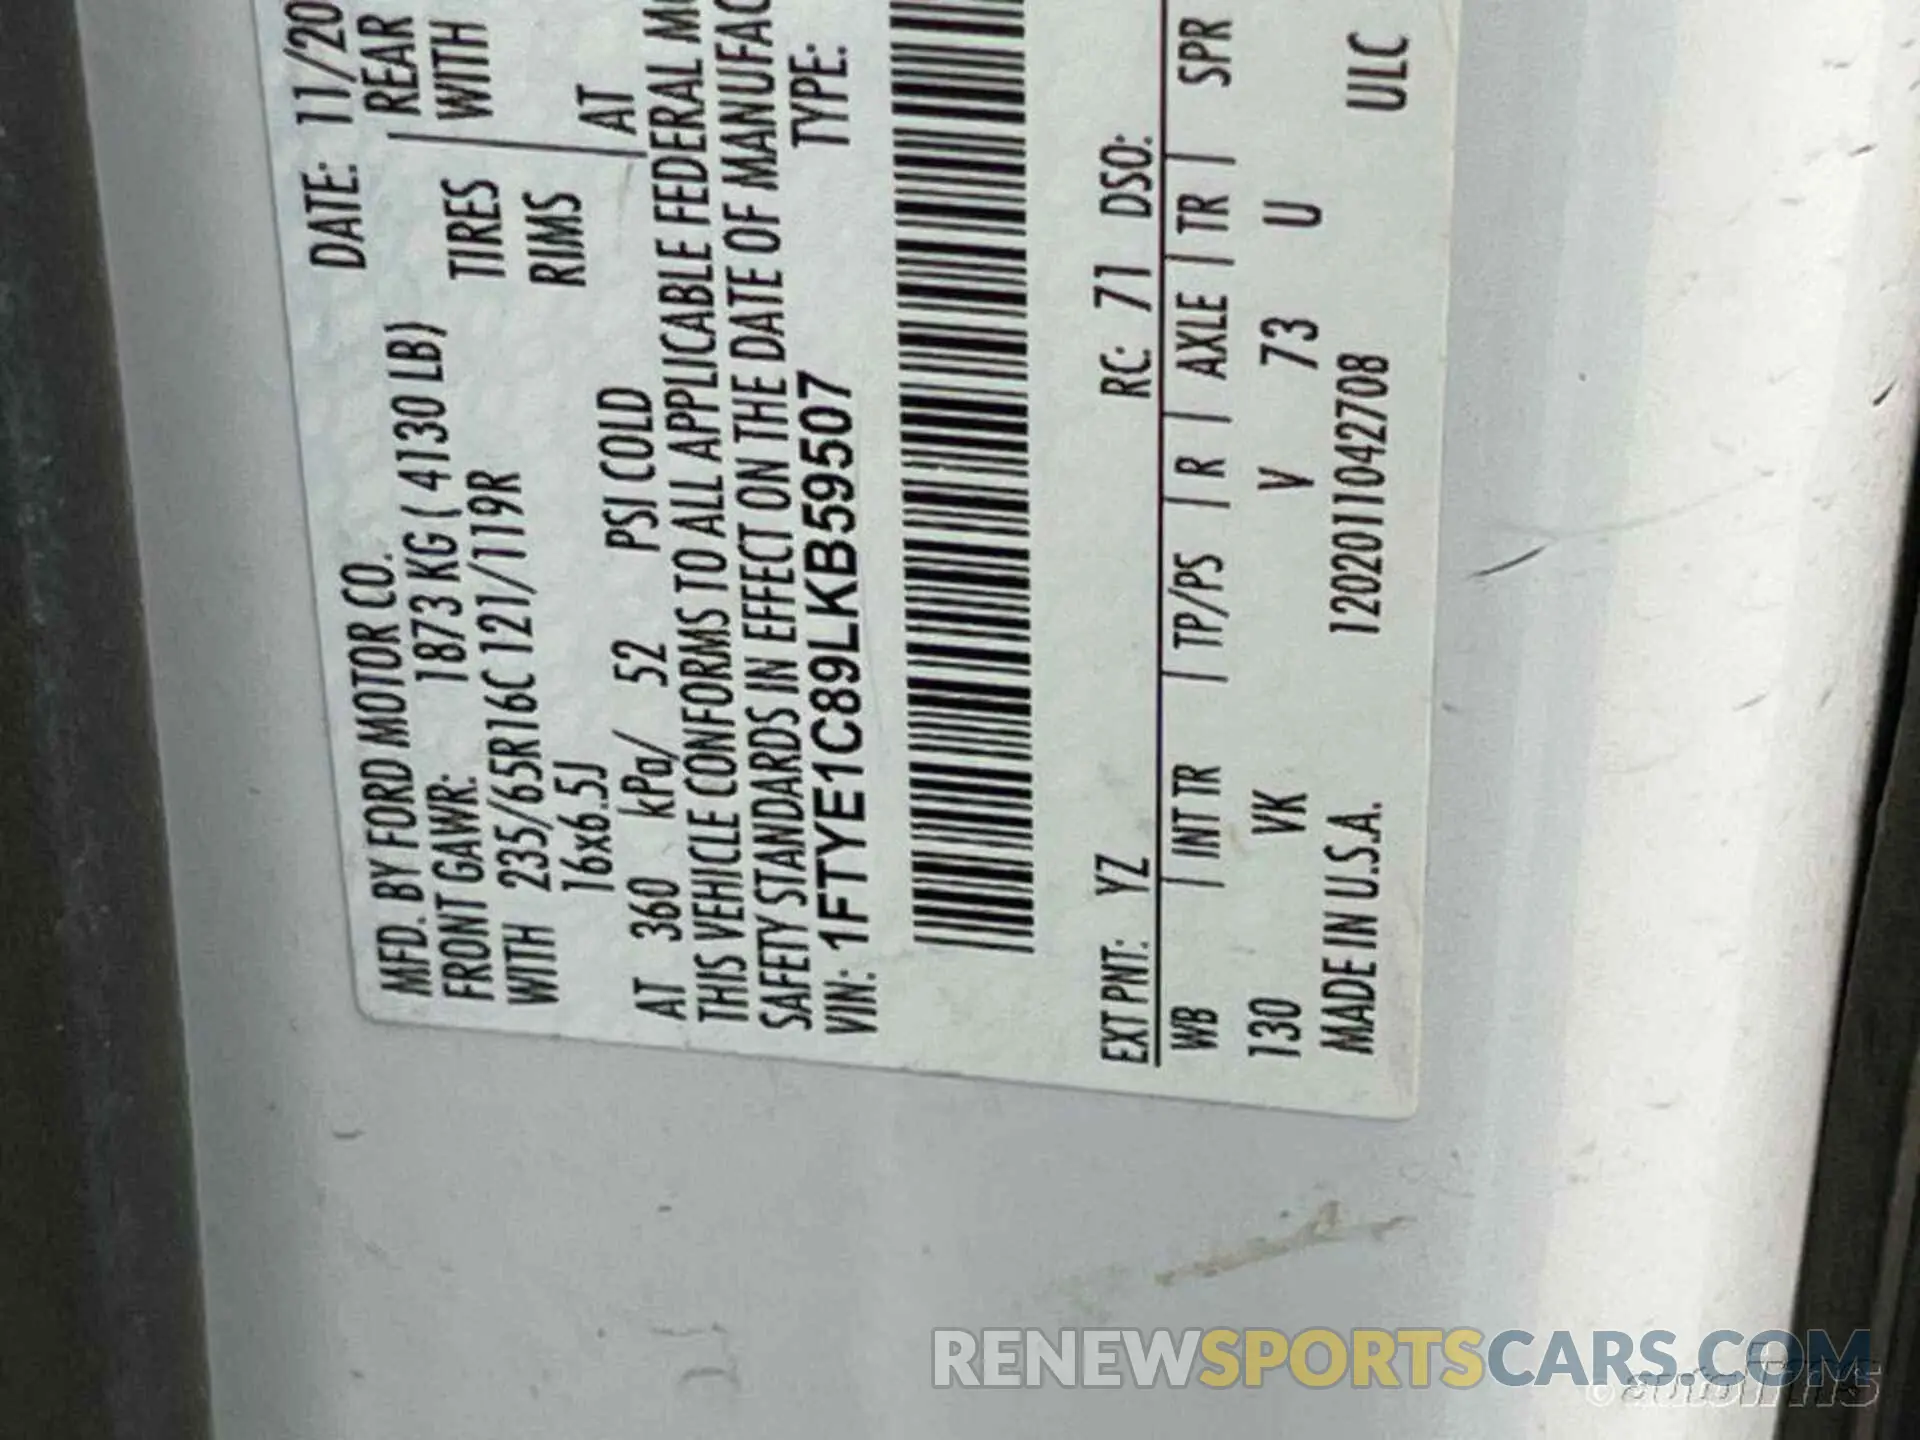 MFD. BY FORD MOTOR CO. DATE: 11/20
FRONT GAWR: 1873 KG ( 4130 LB) REAR
WITH 235/65R16C 121/119R TIRES WITH
16x6.5J RIMS
AT 360 kPa/ 52 PSI COLD AT
THIS VEHICLE CONFORMS TO ALL APPLICABLE FEDERAL
SAFETY STANDARDS IN EFFECT ON THE DATE OF MANUFAC
VIN: 1FTYE1C89LKB59507 TYPE:
EXT PNT: YZ RC: 71 DSO:
WB | INT TR | TP/PS | R | AXLE | TR | SPR
130 VK V 73 U
MADE IN U.S.A. 1202011042708 ULC
RENEWSPORTSCARS.COM